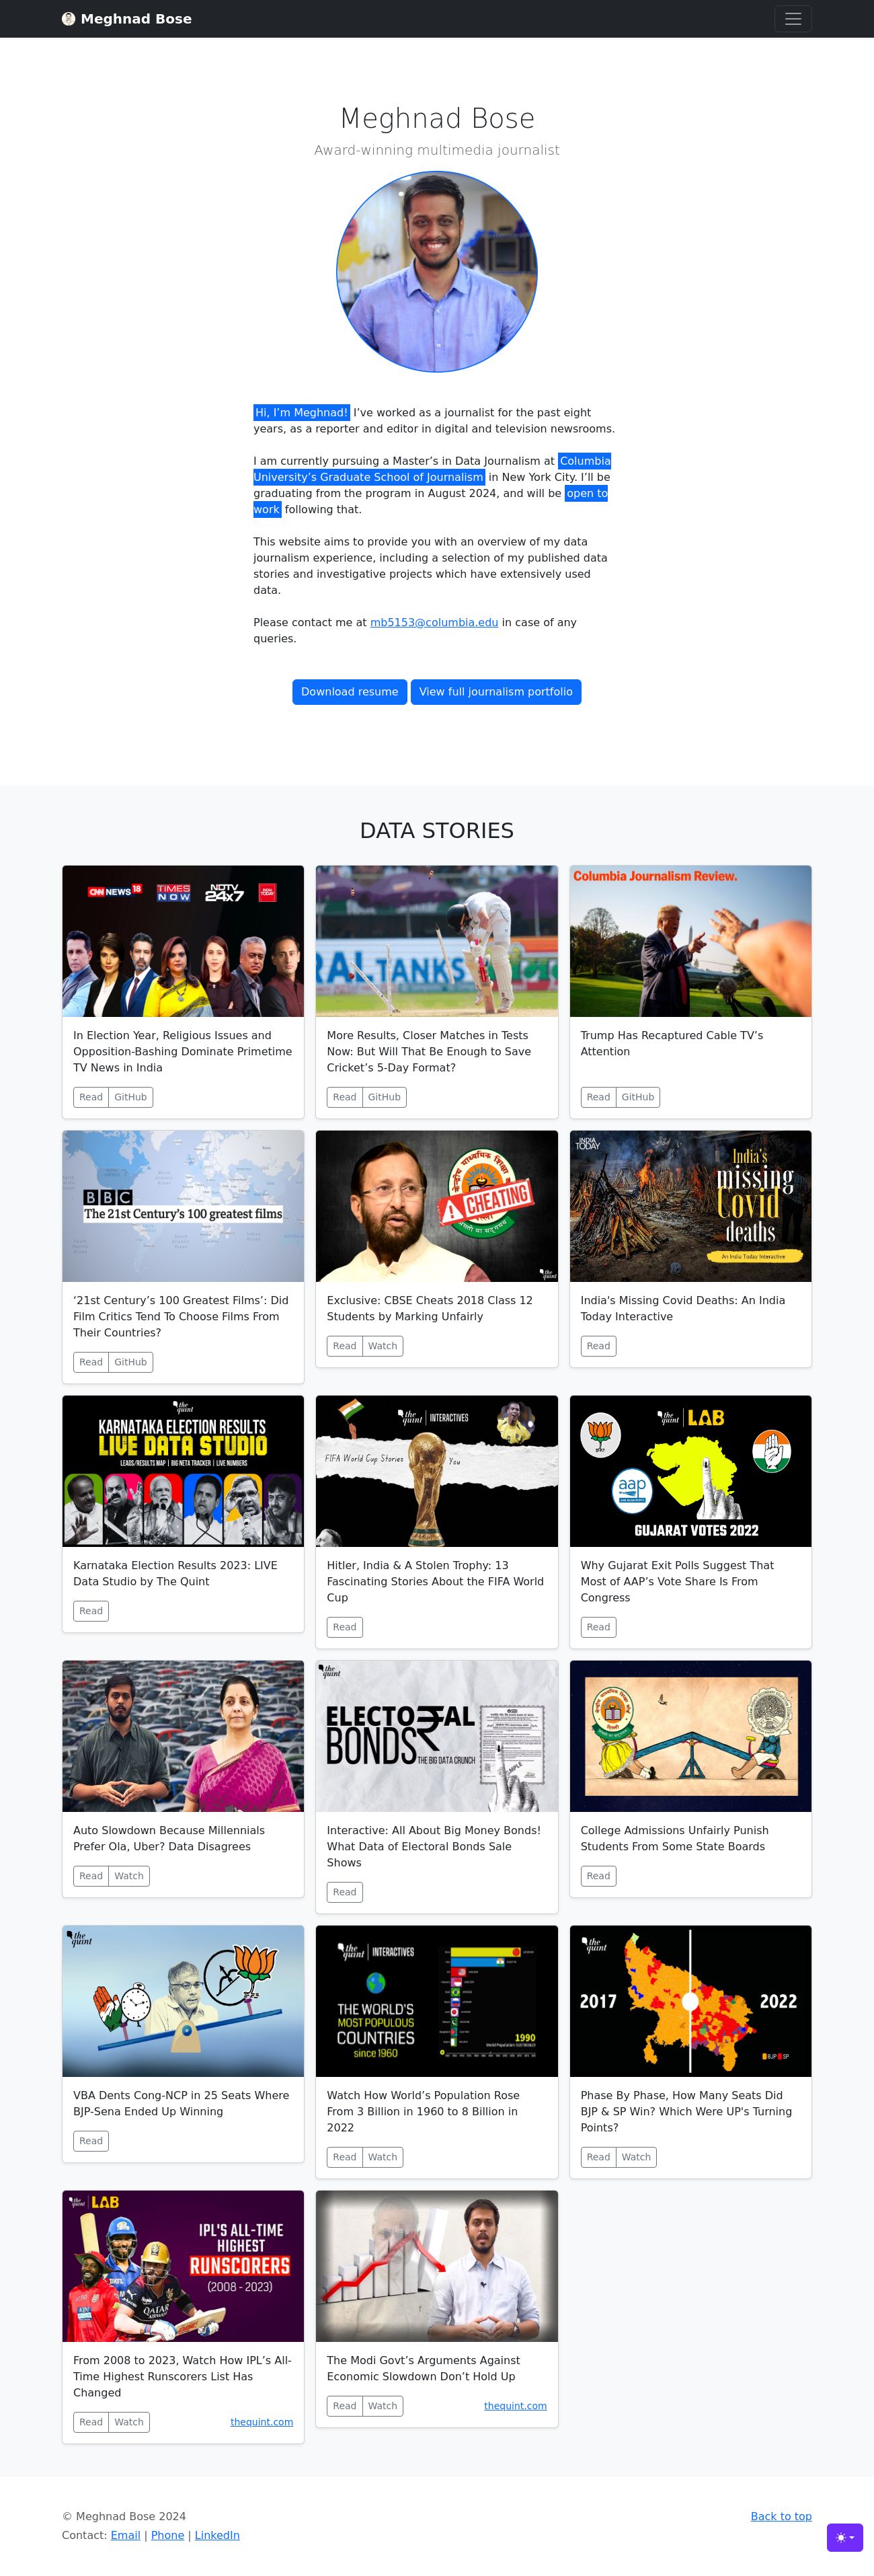 Meghnad Bose
Meghnad Bose
Award-winning multimedia journalist
Hi, I’m Meghnad! I’ve worked as a journalist for the past eight
years, as a reporter and editor in digital and television newsrooms.
I am currently pursuing a Master’s in Data Journalism at Columbia
University’s Graduate School of Journalism in New York City. I’ll be
graduating from the program in August 2024, and will be open to
work following that.
This website aims to provide you with an overview of my data
journalism experience, including a selection of my published data
stories and investigative projects which have extensively used
data.
Please contact me at mb5153@columbia.edu in case of any
queries.
Download resume View full journalism portfolio
DATA STORIES
CNN NEWS 18 TIMES NOW NDTV 24x7 INDIA TODAY
In Election Year, Religious Issues and
Opposition-Bashing Dominate Primetime
TV News in India
Read GitHub
RAL TANKS
More Results, Closer Matches in Tests
Now: But Will That Be Enough to Save
Cricket’s 5-Day Format?
Read GitHub
Columbia Journalism Review.
Trump Has Recaptured Cable TV’s
Attention
Read GitHub
BBC
The 21st Century’s 100 greatest films
‘21st Century’s 100 Greatest Films’: Did
Film Critics Tend To Choose Films From
Their Countries?
Read GitHub
CHEATING
the quint
Exclusive: CBSE Cheats 2018 Class 12
Students by Marking Unfairly
Read Watch
INDIA TODAY
India's
missing
Covid
deaths
An India Today Interactive
India's Missing Covid Deaths: An India
Today Interactive
Read
the quint
KARNATAKA ELECTION RESULTS
LIVE DATA STUDIO
LEADS/RESULTS MAP | BIG NETA TRACKER | LIVE NUMBERS
Karnataka Election Results 2023: LIVE
Data Studio by The Quint
Read
the quint INTERACTIVES
FIFA World Cup Stories You
Hitler, India & A Stolen Trophy: 13
Fascinating Stories About the FIFA World
Cup
Read
the quint LAB
aap
GUJARAT VOTES 2022
Why Gujarat Exit Polls Suggest That
Most of AAP’s Vote Share Is From
Congress
Read
Auto Slowdown Because Millennials
Prefer Ola, Uber? Data Disagrees
Read Watch
the quint
ELECTO₹AL
BONDS
THE BIG DATA CRUNCH
SAMPLE
Interactive: All About Big Money Bonds!
What Data of Electoral Bonds Sale
Shows
Read
College Admissions Unfairly Punish
Students From Some State Boards
Read
the quint
VBA Dents Cong-NCP in 25 Seats Where
BJP-Sena Ended Up Winning
Read
the quint INTERACTIVES
THE WORLD'S
MOST POPULOUS
COUNTRIES
since 1960
1990
Watch How World’s Population Rose
From 3 Billion in 1960 to 8 Billion in
2022
Read Watch
the quint
2017 2022
BJP SP
Phase By Phase, How Many Seats Did
BJP & SP Win? Which Were UP's Turning
Points?
Read Watch
the quint LAB
IPL'S ALL-TIME
HIGHEST
RUNSCORERS
(2008 - 2023)
QATAR
From 2008 to 2023, Watch How IPL’s All-
Time Highest Runscorers List Has
Changed
Read Watch thequint.com
The Modi Govt’s Arguments Against
Economic Slowdown Don’t Hold Up
Read Watch thequint.com
© Meghnad Bose 2024
Back to top
Contact: Email | Phone | LinkedIn